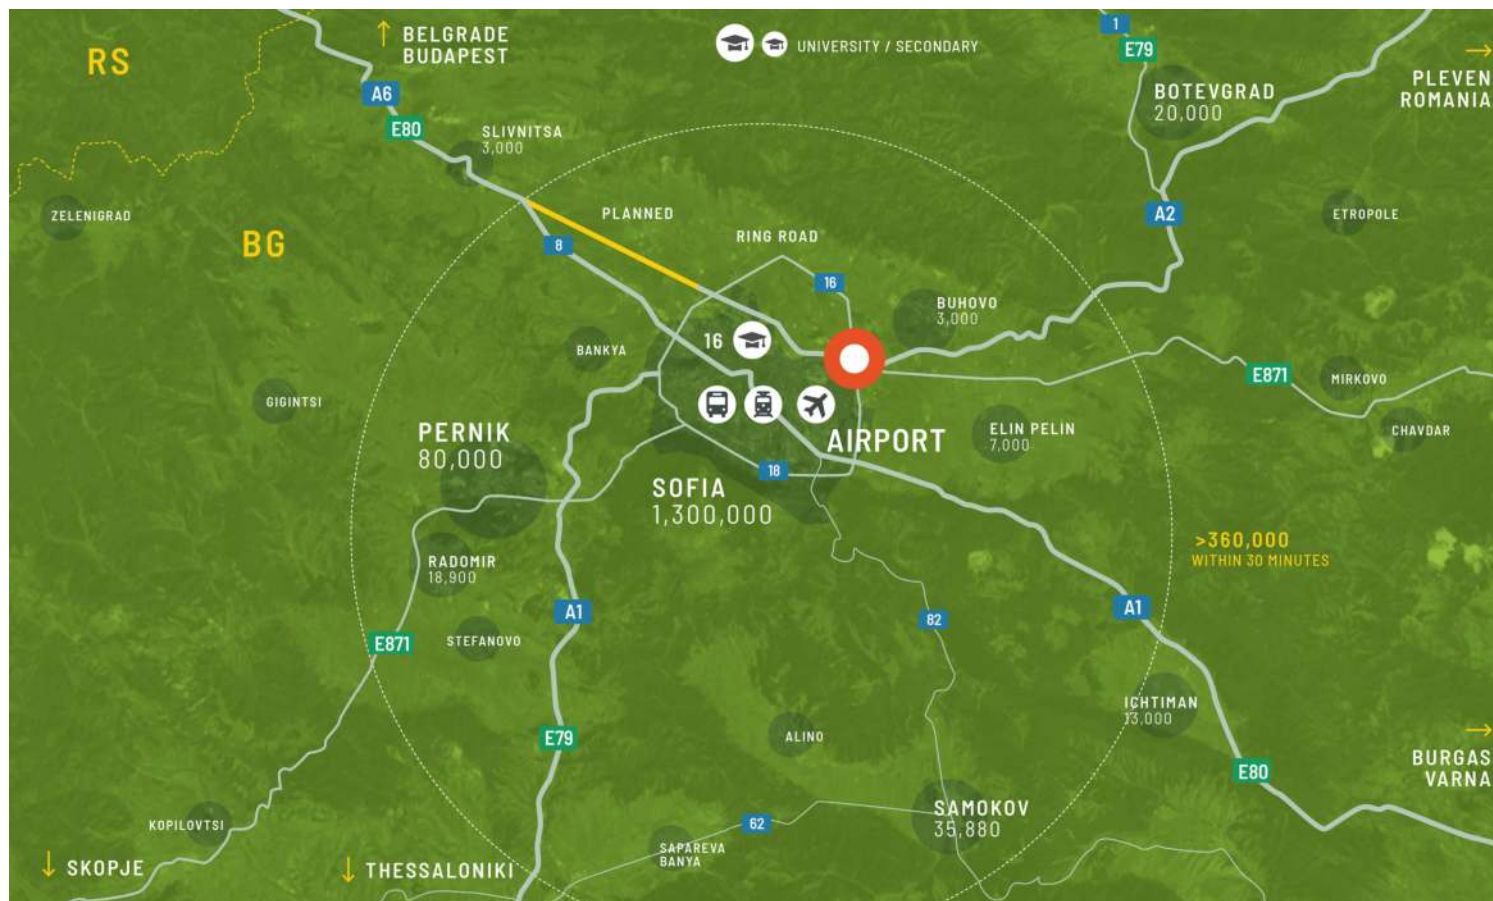 BELGRADE
BUDAPEST
RS
UNIVERSITY / SECONDARY
1
E79
PLEVEN
ROMANIA
A6
E80
BOTEVGRAD
20,000
SLIVNITSA
3,000
ZELENIGRAD
PLANNED
A2
ETROPOLE
BG
8
RING ROAD
16
BUHOVO
3,000
16
BANKYA
E871
MIRKOVO
GIGINTSI
PERNIK
80,000
AIRPORT
ELIN PELIN
7,000
CHAVDAR
18
SOFIA
1,300,000
>360,000
WITHIN 30 MINUTES
RADOMIR
18,900
A1
82
A1
E871
STEFANOVO
ICHTIMAN
13.000
E79
ALINO
E80
BURGAS
VARNA
SAMOKOV
35,880
KOPILOVTSI
62
SAPAREVA
BANYA
SKOPJE
THESSALONIKI